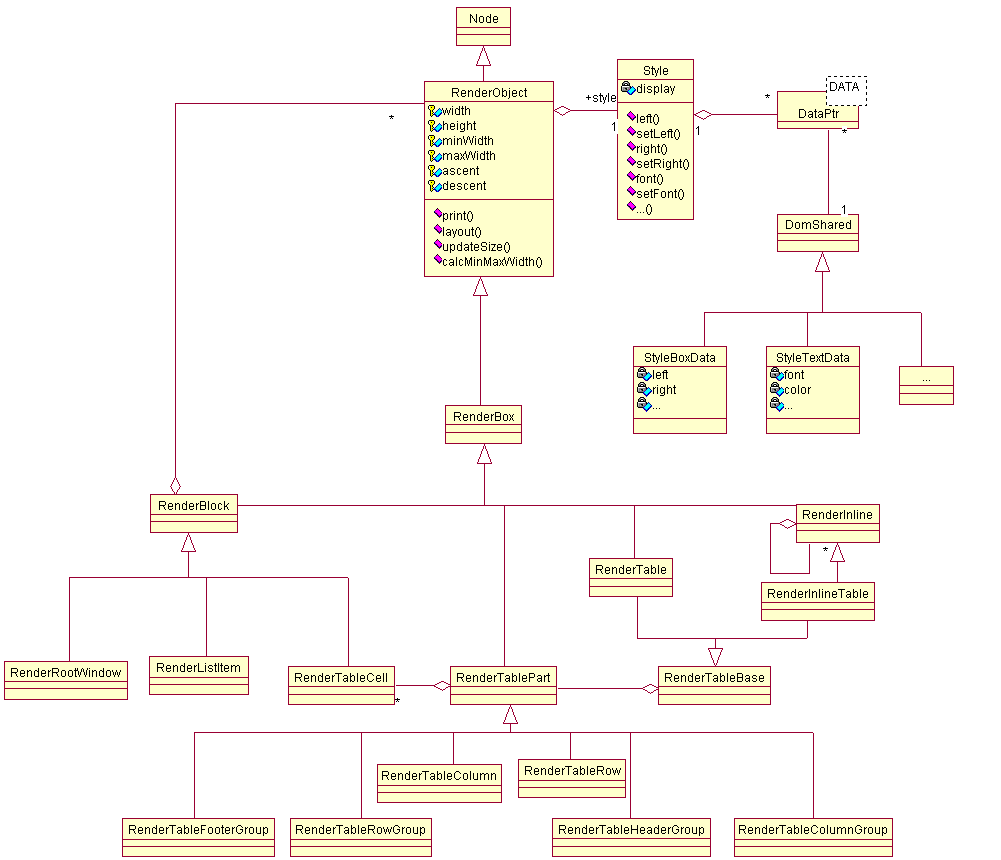 Node
RenderObject
width
height
minWidth
maxWidth
ascent
descent
print()
layout()
updateSize()
calcMinMaxWidth()
*
+style
1
Style
display
left()
setLeft()
right()
setRight()
font()
setFont()
...()
1
*
DATA
DataPtr
*
1
DomShared
StyleBoxData
left
right
...
StyleTextData
font
color
...
...
RenderBox
RenderBlock
RenderInline
*
RenderTable
RenderInlineTable
RenderRootWindow
RenderListItem
RenderTableCell
*
RenderTablePart
RenderTableBase
RenderTableColumn
RenderTableRow
RenderTableFooterGroup
RenderTableRowGroup
RenderTableHeaderGroup
RenderTableColumnGroup